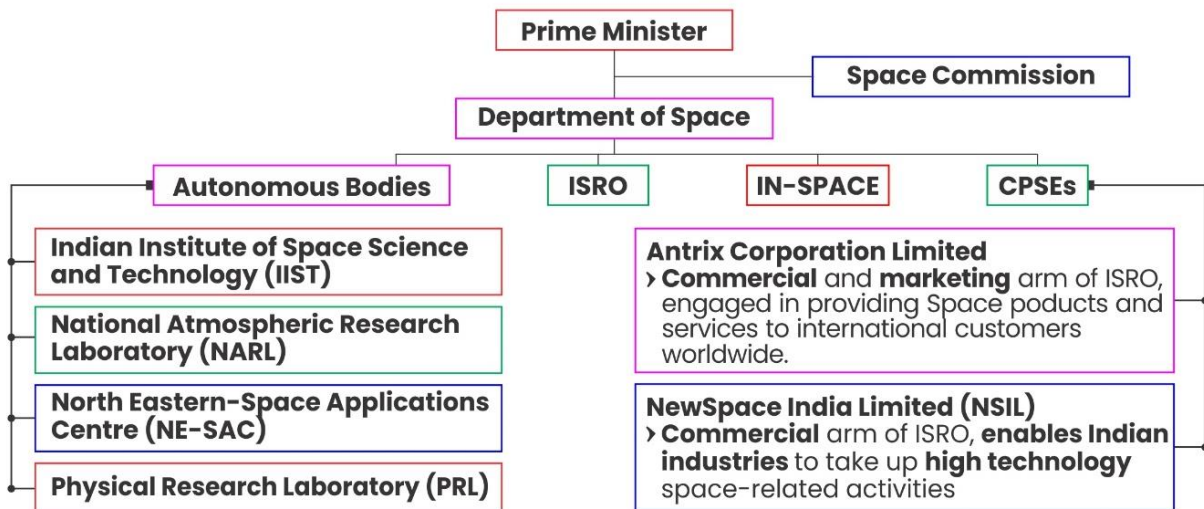 Prime Minister
Space Commission
Department of Space
Autonomous Bodies
ISRO
IN-SPACE
CPSEs
Indian Institute of Space Science
and Technology (IIST)
National Atmospheric Research
Laboratory (NARL)
North Eastern-Space Applications
Centre (NE-SAC)
Physical Research Laboratory (PRL)
Antrix Corporation Limited
› Commercial and marketing arm of ISRO,
engaged in providing Space poducts and
services to international customers
worldwide.
NewSpace India Limited (NSIL)
› Commercial arm of ISRO, enables Indian
industries to take up high technology
space-related activities